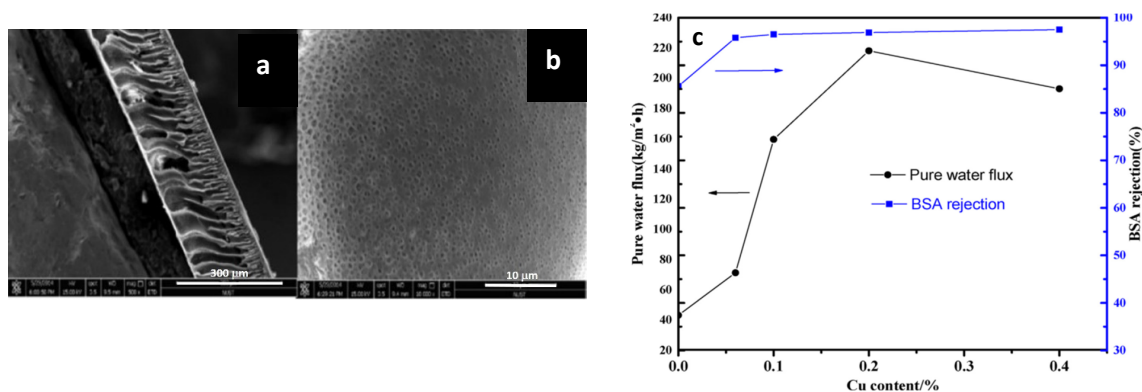 a
300 µm
b
10 µm
c
240
220
200
180
160
140
120
100
80
60
40
20
Pure water flux(kg/m²•h)
Pure water flux
BSA rejection
100
90
80
70
60
50
40
30
BSA rejection(%)
0.0 0.1 0.2 0.3 0.4
Cu content/%